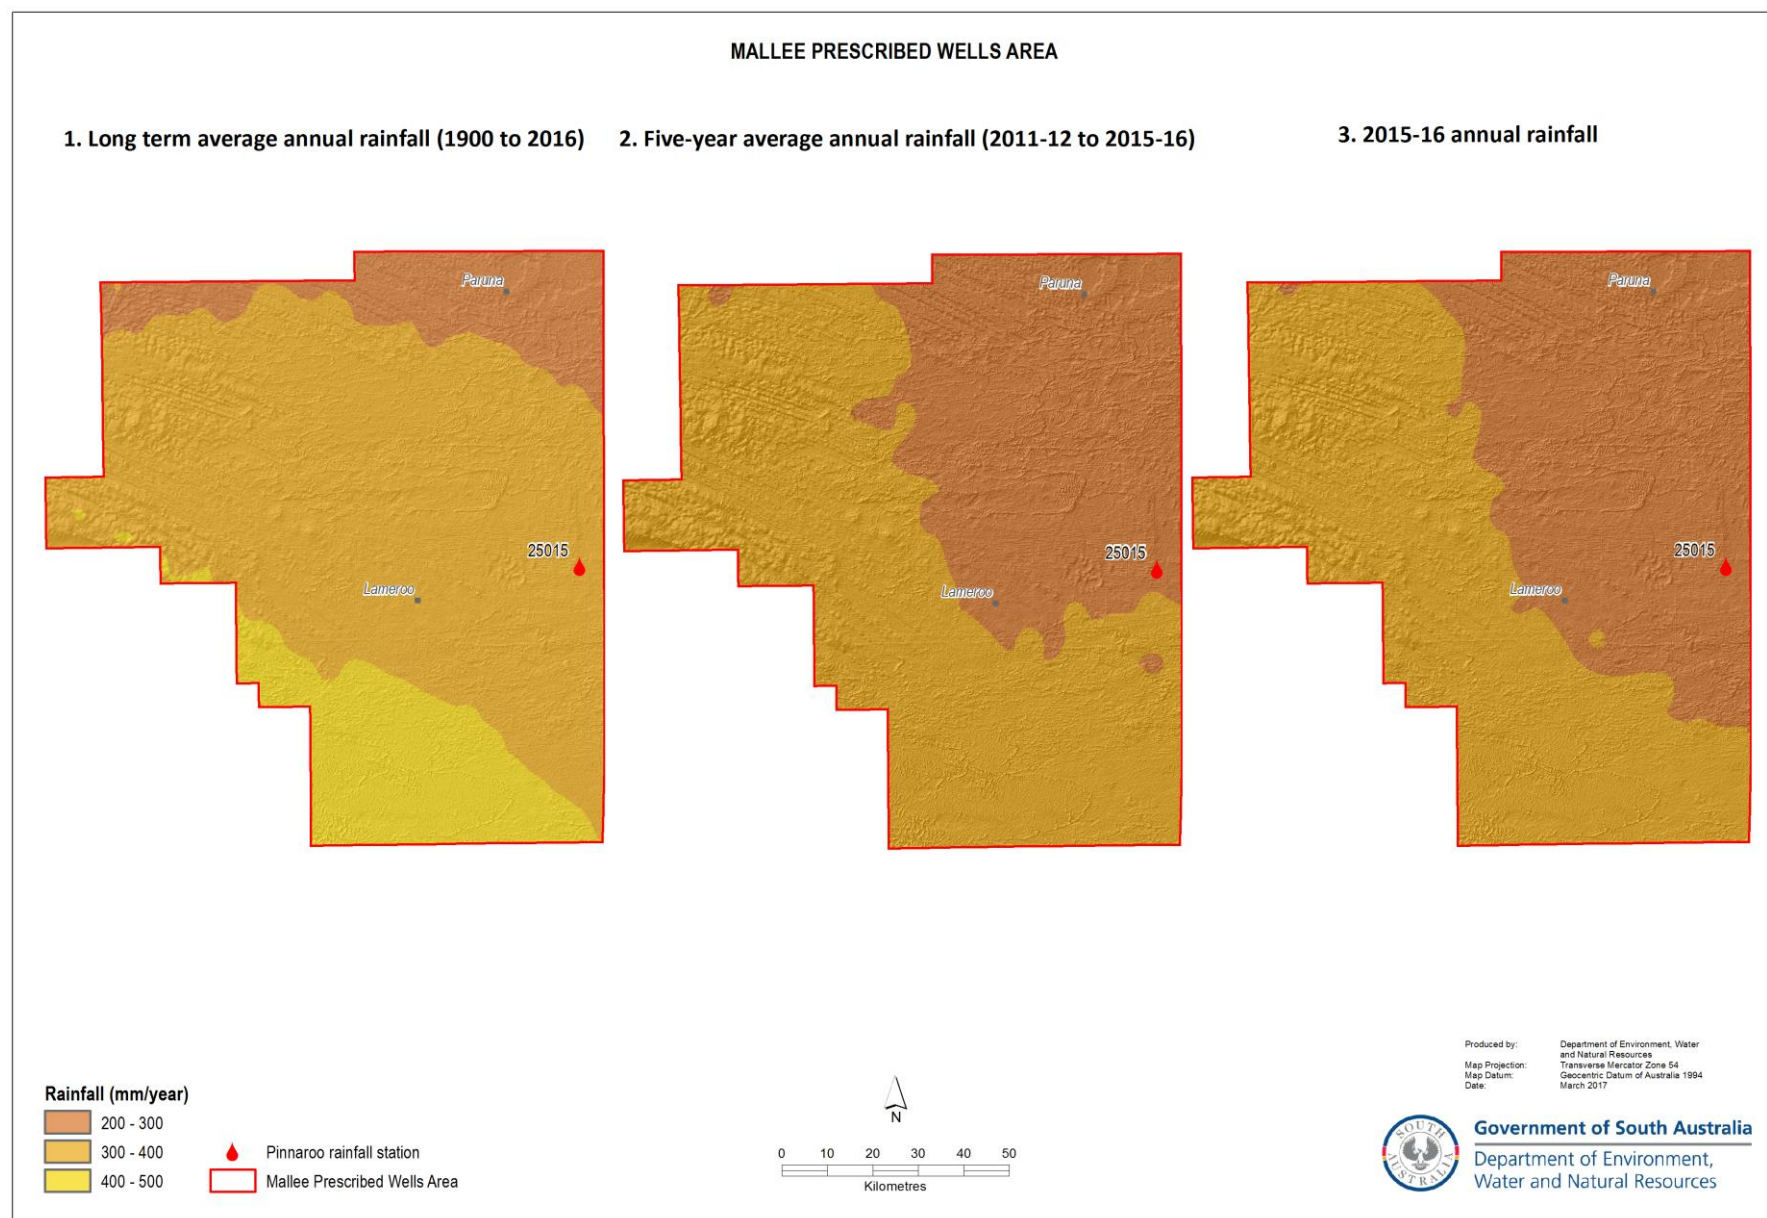 MALLEE PRESCRIBED WELLS AREA
1. Long term average annual rainfall (1900 to 2016)
2. Five-year average annual rainfall (2011-12 to 2015-16)
3. 2015-16 annual rainfall
Paruna
25015
Lameroo
Paruna
25015
Lameroo
Paruna
25015
Lameroo
Rainfall (mm/year)
200 - 300
300 - 400
400 - 500
Pinnaroo rainfall station
Mallee Prescribed Wells Area
N
0 10 20 30 40 50
Kilometres
Produced by: Department of Environment, Water
and Natural Resources
Map Projection: Transverse Mercator Zone 54
Map Datum: Geocentric Datum of Australia 1994
Date: March 2017
SOUTH
AUSTRALIA
Government of South Australia
Department of Environment,
Water and Natural Resources